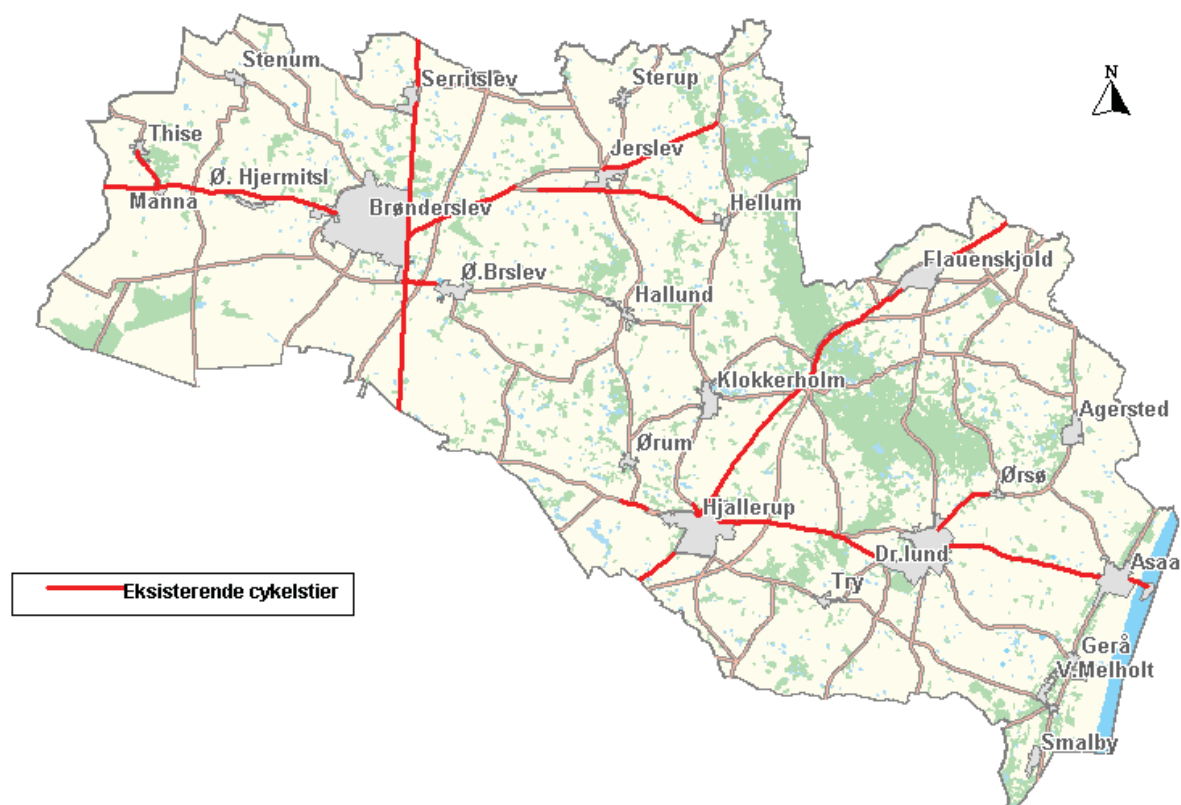 Stenum
Serritslev
Sterup
N
Thise
Jerslev
Ø. Hjermitsl
Manna
Brønderslev
Hellum
Flauenskjold
Ø.Brslev
Hallund
Klokkerholm
Agersted
Ørum
Ørsø
Hjallerup
Dr.lund
Asaa
Try
Eksisterende cykelstier
Gerå
V.Melholt
Smalby